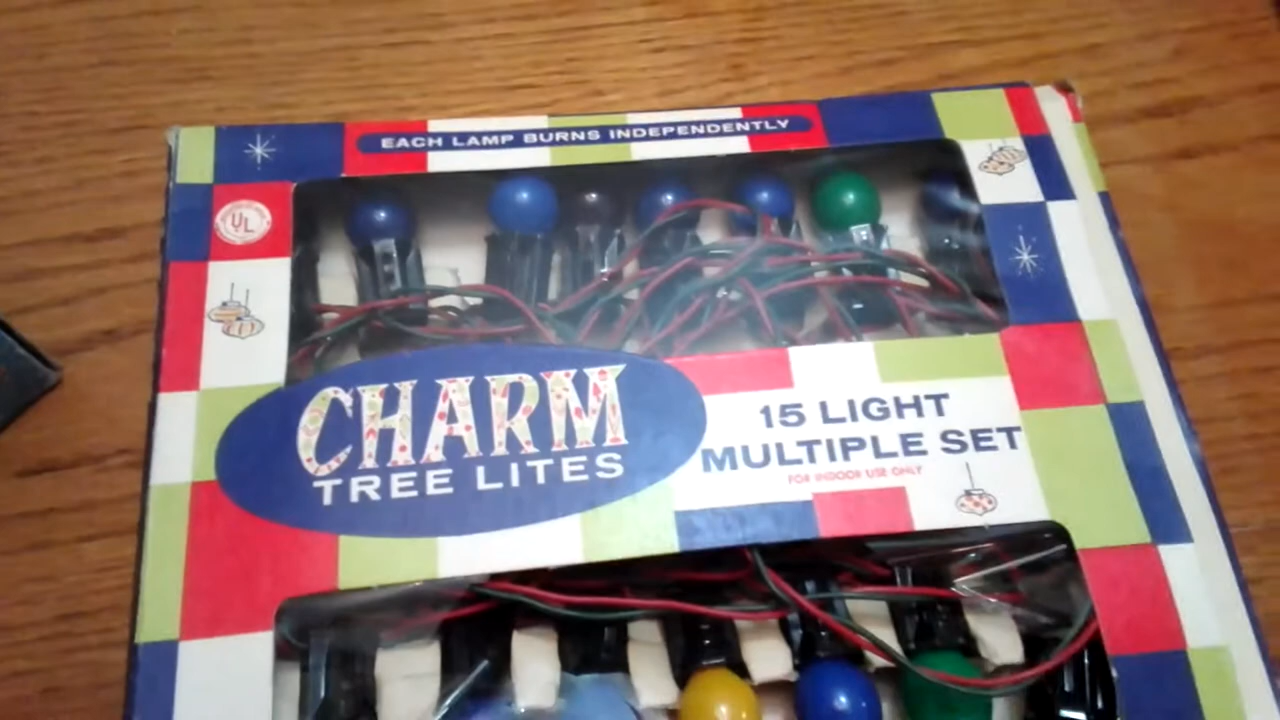 EACH LAMP BURNS INDEPENDENTLY
UL
CHARM
TREE LITES
15 LIGHT
MULTIPLE SET
FOR INDOOR USE ONLY